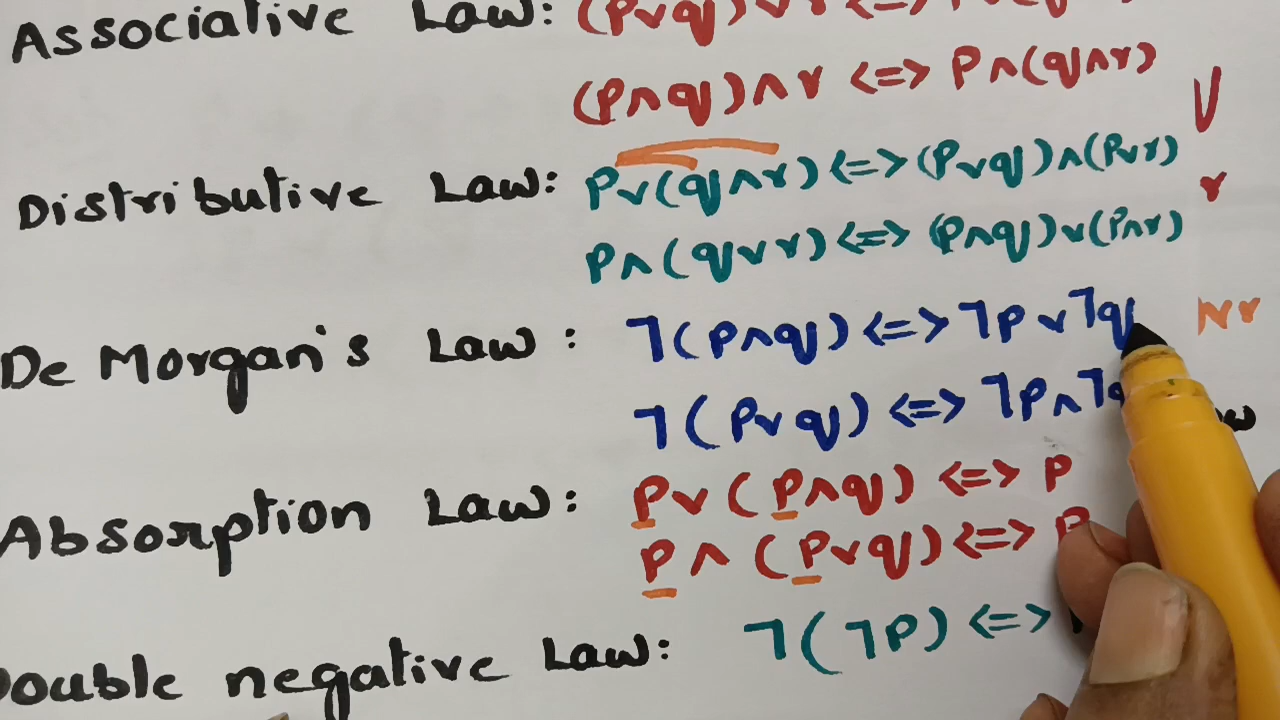 Associative Law: (p∨q)∨r <=>
(p∧q)∧r <=> p∧(q∧r)
Distributive Law: p∨(q∧r) <=> (p∨q)∧(p∨r)
r
p∧(q∨r) <=> (p∧q)∨(p∧r)
De Morgan's Law: ¬(p∧q) <=> ¬p∨¬q
¬(p∨q) <=> ¬p∧¬q
p∨(p∧q) <=> p
Absorption Law:
p∧(p∨q) <=> p
Double negative Law: ¬(¬p) <=>